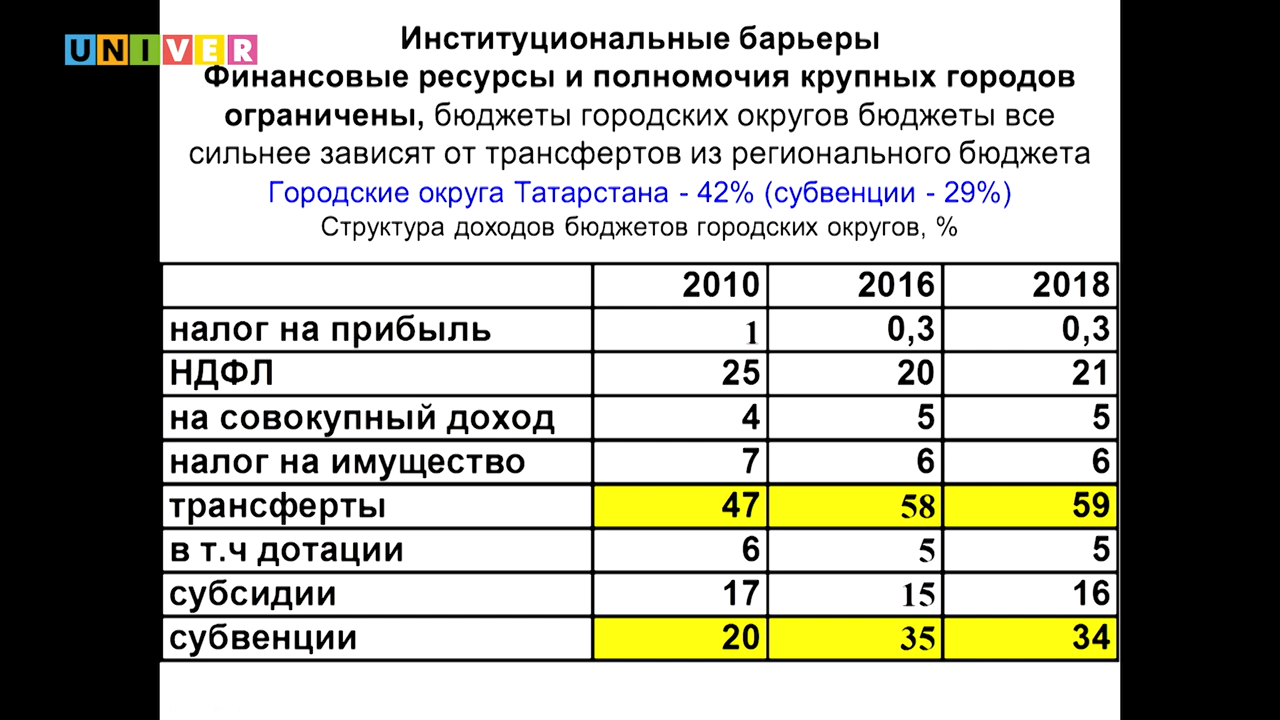 UNIVER
Институциональные барьеры
Финансовые ресурсы и полномочия крупных городов
ограничены, бюджеты городских округов бюджеты все
сильнее зависят от трансфертов из регионального бюджета
Городские округа Татарстана - 42% (субвенции - 29%)
Структура доходов бюджетов городских округов, %
2010 2016 2018
налог на прибыль 1 0,3 0,3
НДФЛ 25 20 21
на совокупный доход 4 5 5
налог на имущество 7 6 6
трансферты 47 58 59
в т.ч дотации 6 5 5
субсидии 17 15 16
субвенции 20 35 34